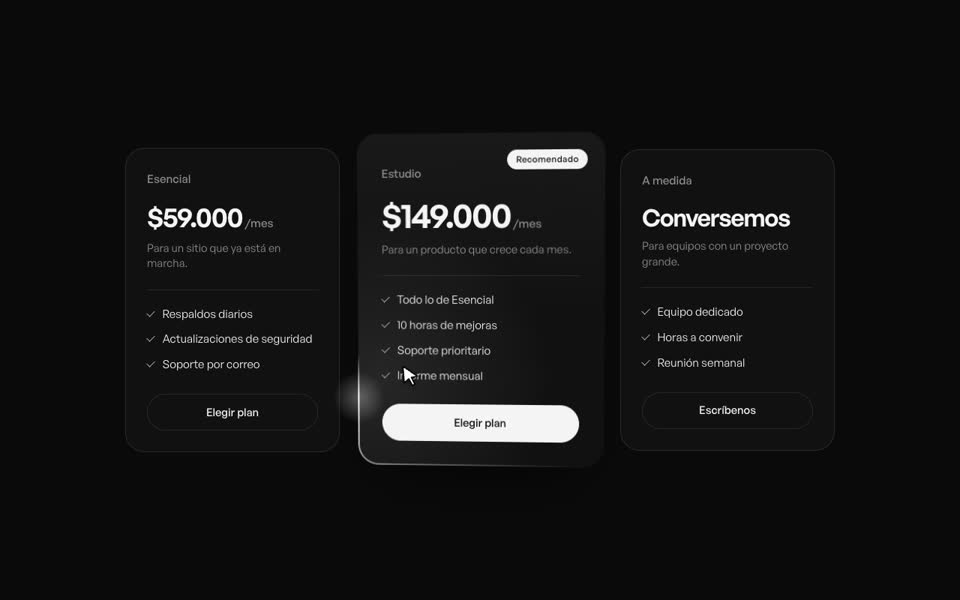 Esencial
$59.000 /mes
Para un sitio que ya está en
marcha.
Respaldos diarios
Actualizaciones de seguridad
Soporte por correo
Elegir plan
Recomendado
Estudio
$149.000 /mes
Para un producto que crece cada mes.
Todo lo de Esencial
10 horas de mejoras
Soporte prioritario
mensual
Elegir plan
A medida
Conversemos
Para equipos con un proyecto
grande.
Equipo dedicado
Horas a convenir
Reunión semanal
Escríbenos